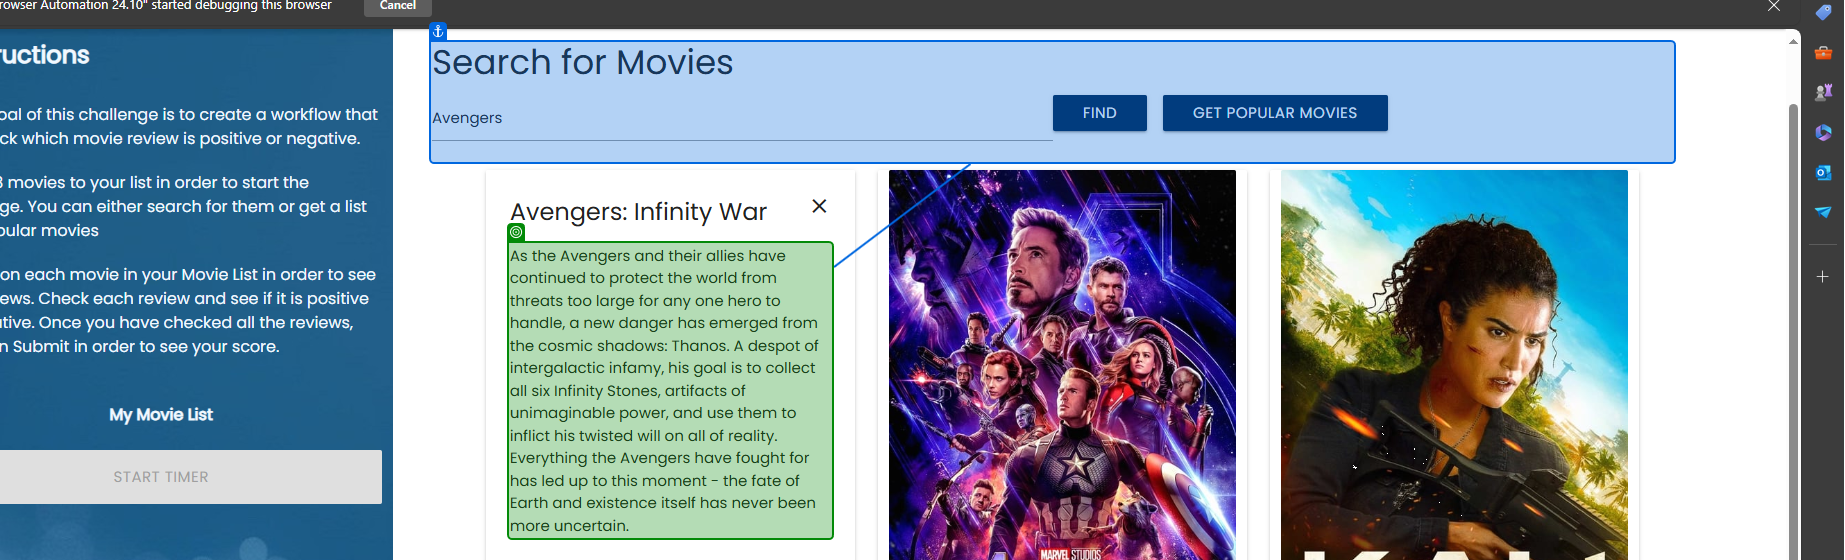 rowser Automation 24.10" started debugging this browser
Cancel
ructions
oal of this challenge is to create a workflow that
ck which movie review is positive or negative.
3 movies to your list in order to start the
ge. You can either search for them or get a list
pular movies
on each movie in your Movie List in order to see
ews. Check each review and see if it is positive
ative. Once you have checked all the reviews,
n Submit in order to see your score.
My Movie List
START TIMER
Search for Movies
Avengers
FIND
GET POPULAR MOVIES
Avengers: Infinity War
As the Avengers and their allies have
continued to protect the world from
threats too large for any one hero to
handle, a new danger has emerged from
the cosmic shadows: Thanos. A despot of
intergalactic infamy, his goal is to collect
all six Infinity Stones, artifacts of
unimaginable power, and use them to
inflict his twisted will on all of reality.
Everything the Avengers have fought for
has led up to this moment - the fate of
Earth and existence itself has never been
more uncertain.
MARVEL STUDIOS